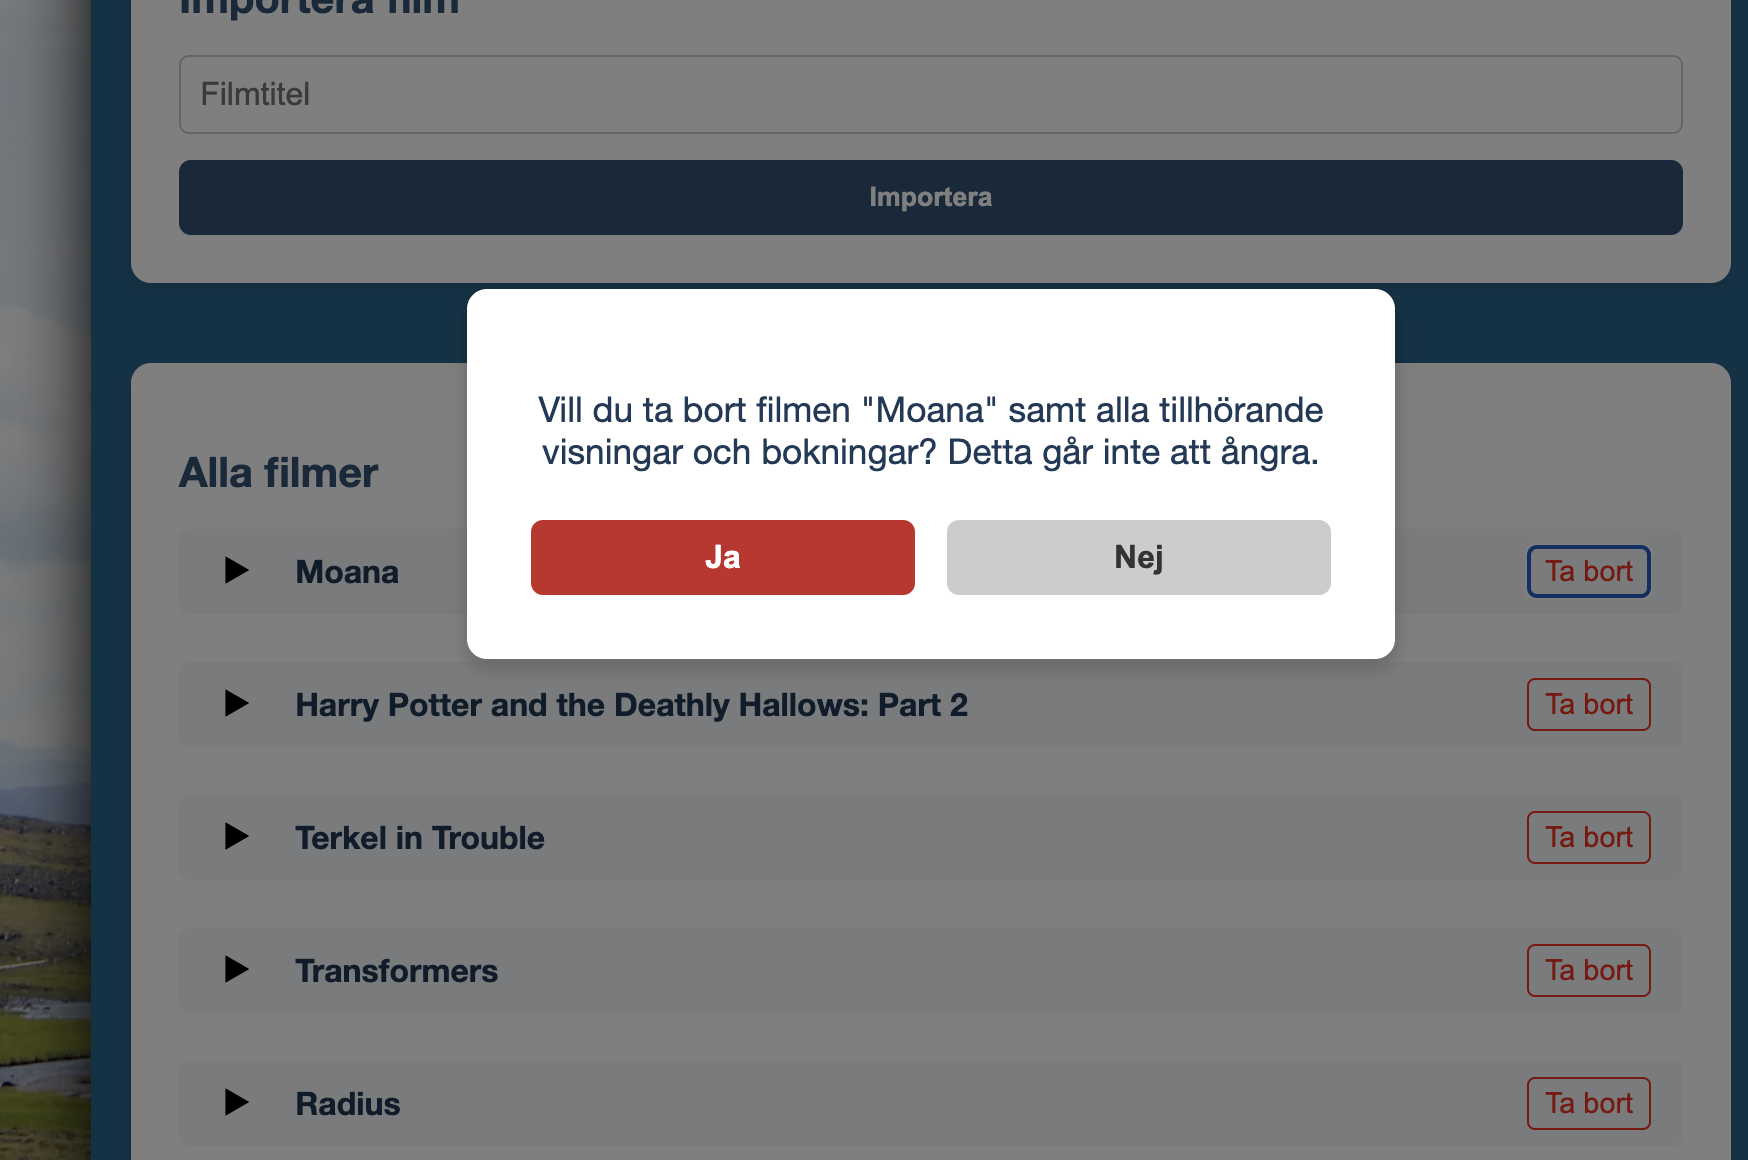 Importera film
Filmtitel
Importera
Vill du ta bort filmen "Moana" samt alla tillhörande
visningar och bokningar? Detta går inte att ångra.
Ja
Nej
Alla filmer
Moana
Ta bort
Harry Potter and the Deathly Hallows: Part 2
Ta bort
Terkel in Trouble
Ta bort
Transformers
Ta bort
Radius
Ta bort